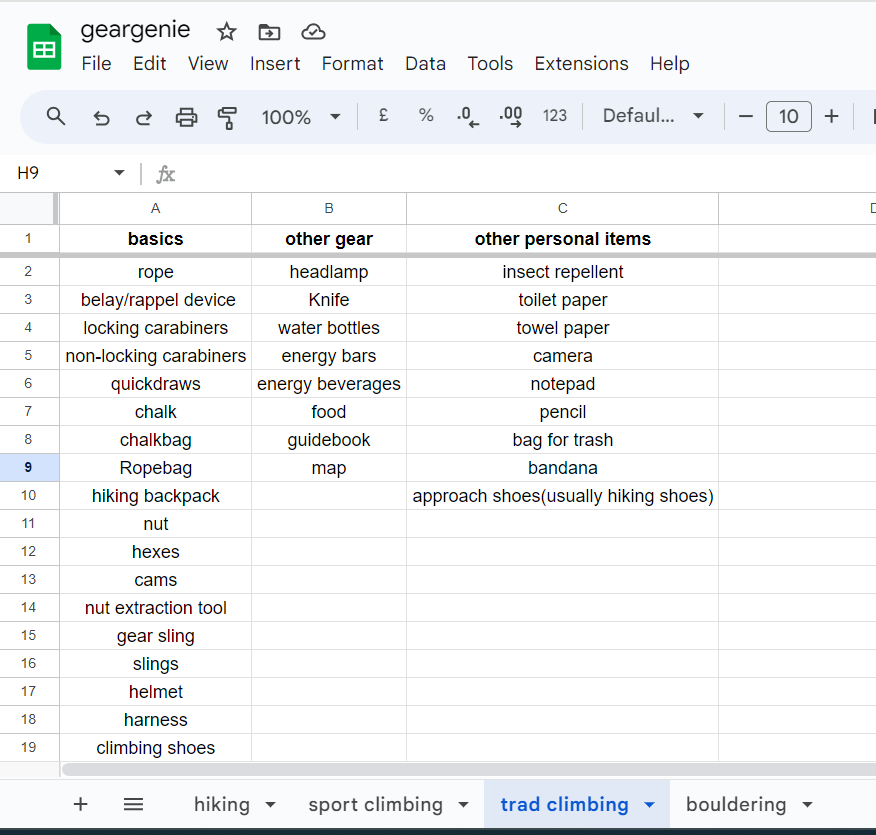 geargenie
File Edit View Insert Format Data Tools Extensions Help
100% £ % .0 .00 123 Defaul... − 10 +
H9 fx
A B C
1 basics other gear other personal items
2 rope headlamp insect repellent
3 belay/rappel device Knife toilet paper
4 locking carabiners water bottles towel paper
5 non-locking carabiners energy bars camera
6 quickdraws energy beverages notepad
7 chalk food pencil
8 chalkbag guidebook bag for trash
9 Ropebag map bandana
10 hiking backpack approach shoes(usually hiking shoes)
11 nut
12 hexes
13 cams
14 nut extraction tool
15 gear sling
16 slings
17 helmet
18 harness
19 climbing shoes
+ hiking sport climbing trad climbing bouldering